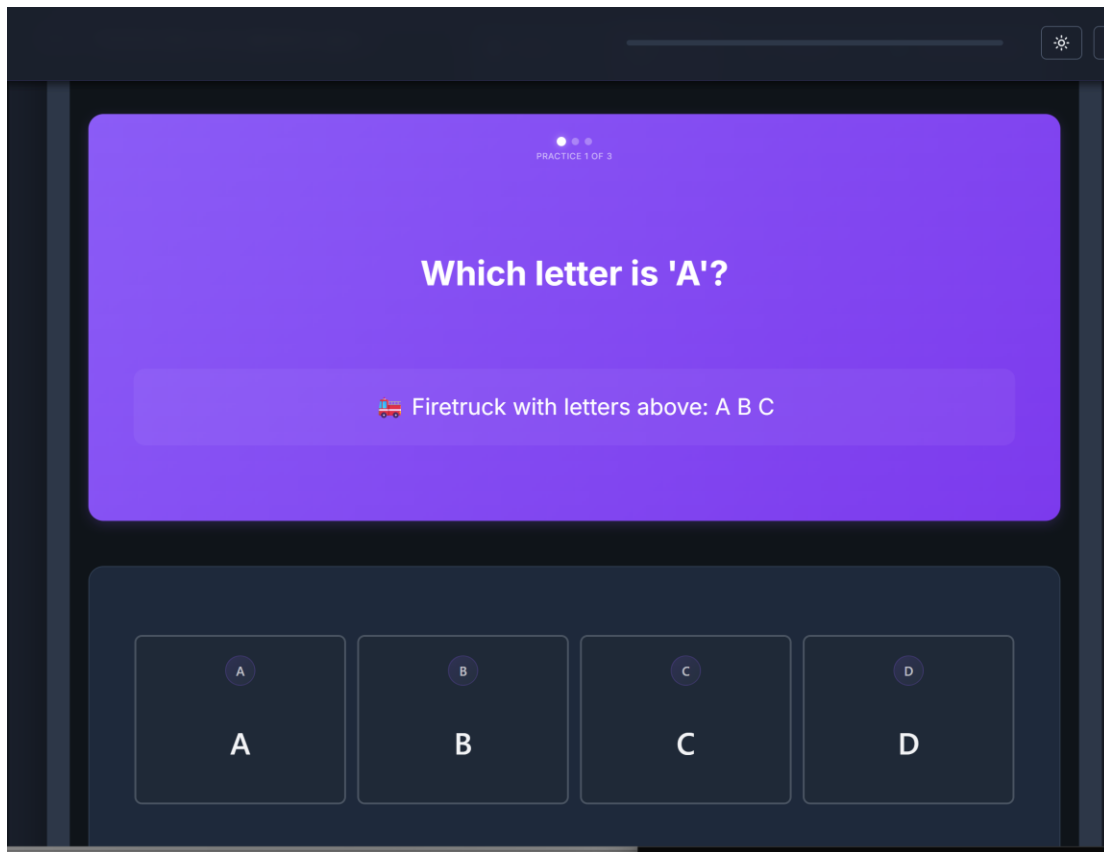 PRACTICE 1 OF 3
Which letter is 'A'?
🚒 Firetruck with letters above: A B C
A B C D
A B C D